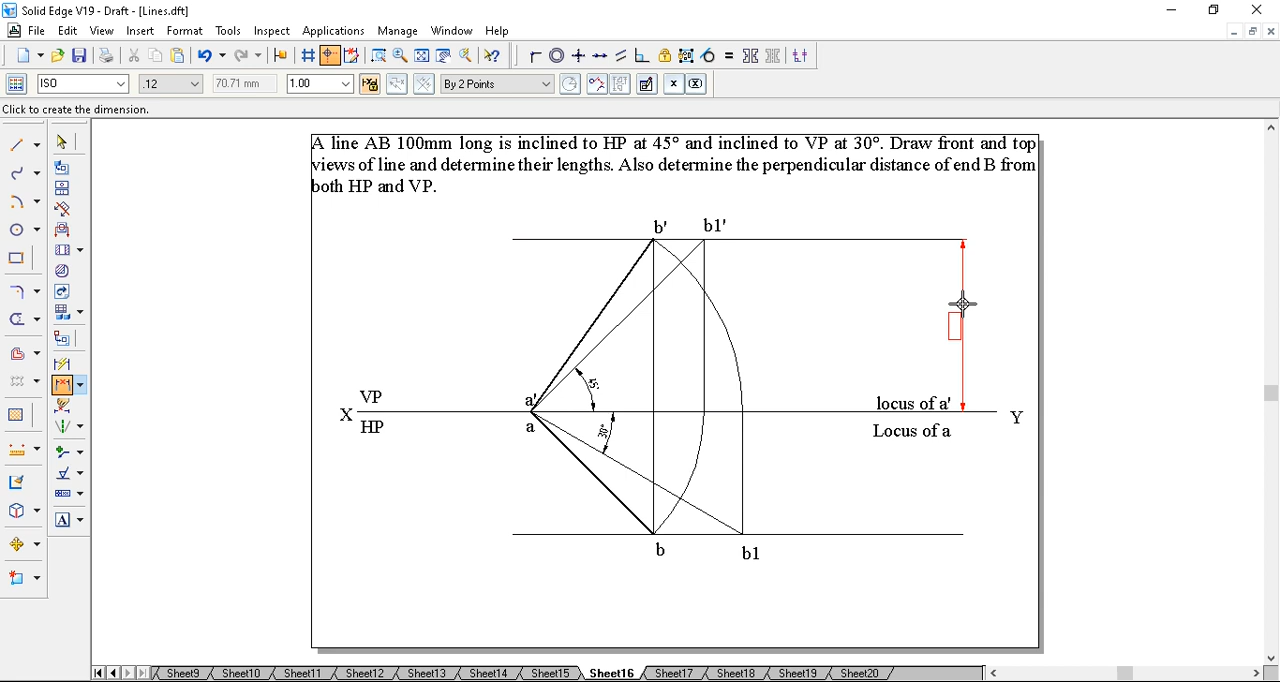 Solid Edge V19 - Draft - [Lines.dft]
File Edit View Insert Format Tools Inspect Applications Manage Window Help
ISO .12 70.71 mm 1.00 By 2 Points
Click to create the dimension.
A line AB 100mm long is inclined to HP at 45° and inclined to VP at 30°. Draw front and top
views of line and determine their lengths. Also determine the perpendicular distance of end B from
both HP and VP.
b' b1'
45°
VP a' locus of a'
X Y
HP a Locus of a
30°
b b1
Sheet9 Sheet10 Sheet11 Sheet12 Sheet13 Sheet14 Sheet15 Sheet16 Sheet17 Sheet18 Sheet19 Sheet20